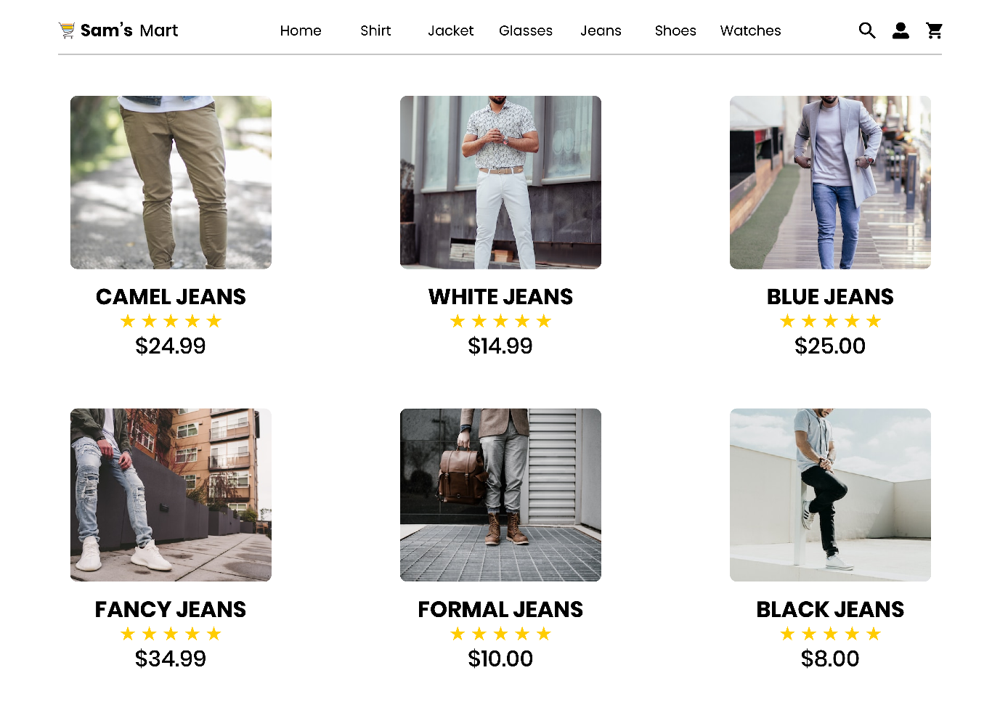 Sam's Mart
Home Shirt Jacket Glasses Jeans Shoes Watches
CAMEL JEANS
$24.99
WHITE JEANS
$14.99
BLUE JEANS
$25.00
FANCY JEANS
$34.99
FORMAL JEANS
$10.00
BLACK JEANS
$8.00